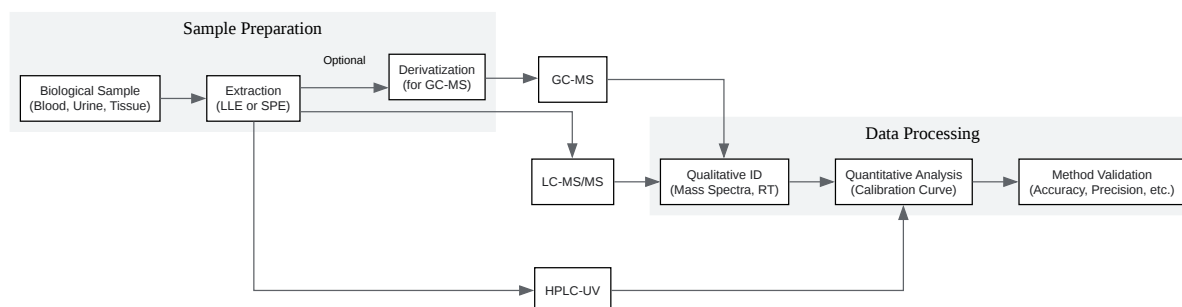 Sample Preparation
Optional
Derivatization
(for GC-MS)
GC-MS
Biological Sample
(Blood, Urine, Tissue)
Extraction
(LLE or SPE)
Data Processing
LC-MS/MS
Qualitative ID
(Mass Spectra, RT)
Quantitative Analysis
(Calibration Curve)
Method Validation
(Accuracy, Precision, etc.)
HPLC-UV